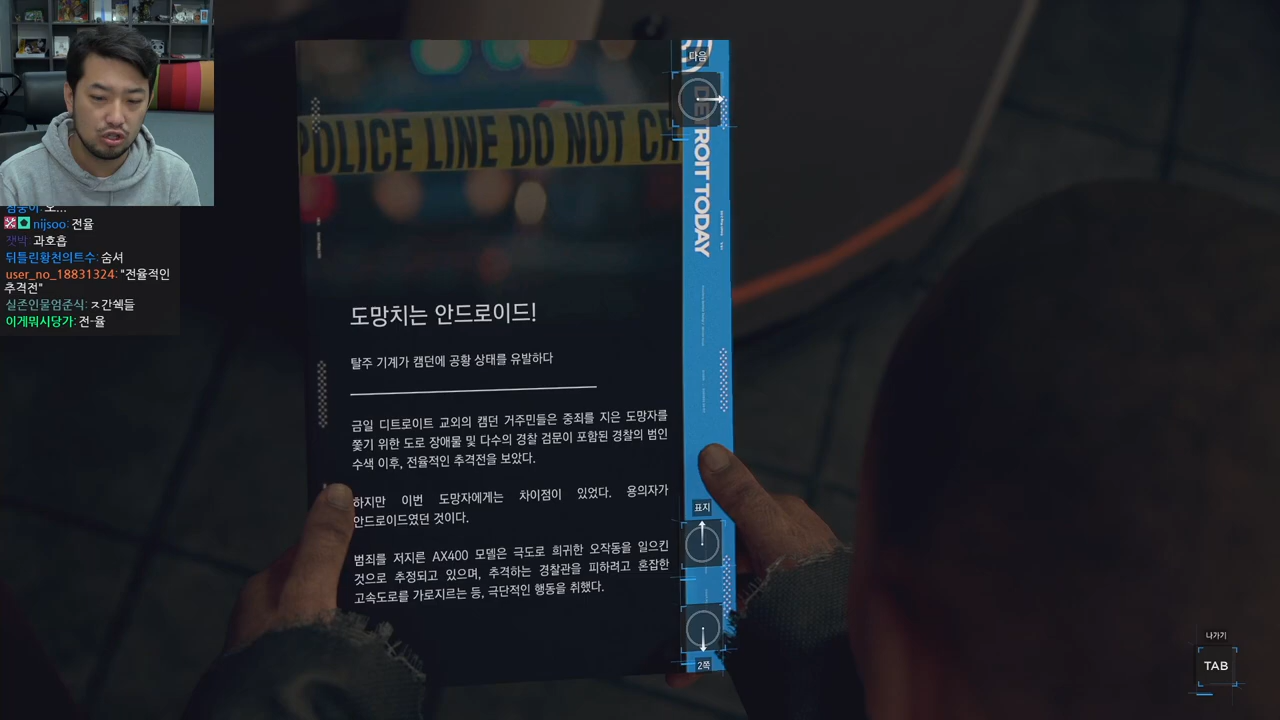 잠뭉이: 오...
nijsoo: 전율
챗박: 과호흡
뒤틀린황천의트수: 숨셔
user_no_18831324: "전율적인
추격전"
실존인물엄준식: ㅈ간쉑들
이게뭐시당가: 전-율
POLICE LINE DO NOT CR
도망치는 안드로이드!
탈주 기계가 캠던에 공황 상태를 유발하다
금일 디트로이트 교외의 캠던 거주민들은 중죄를 지은 도망자를
쫓기 위한 도로 장애물 및 다수의 경찰 검문이 포함된 경찰의 범인
수색 이후, 전율적인 추격전을 보았다.
하지만 이번 도망자에게는 차이점이 있었다. 용의자가
안드로이드였던 것이다.
범죄를 저지른 AX400 모델은 극도로 희귀한 오작동을 일으킨
것으로 추정되고 있으며, 추격하는 경찰관을 피하려고 혼잡한
고속도로를 가로지르는 등, 극단적인 행동을 취했다.
다음
DETROIT TODAY
표지
2쪽
나가기
TAB